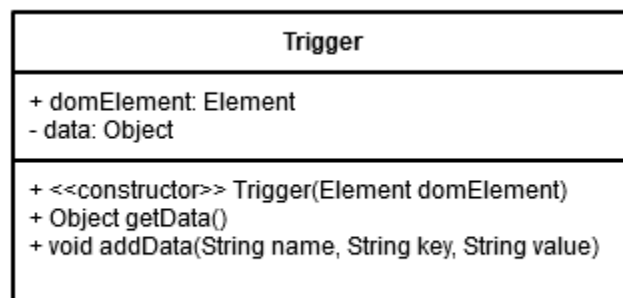 Trigger
+ domElement: Element
- data: Object
+ <<constructor>> Trigger(Element domElement)
+ Object getData()
+ void addData(String name, String key, String value)